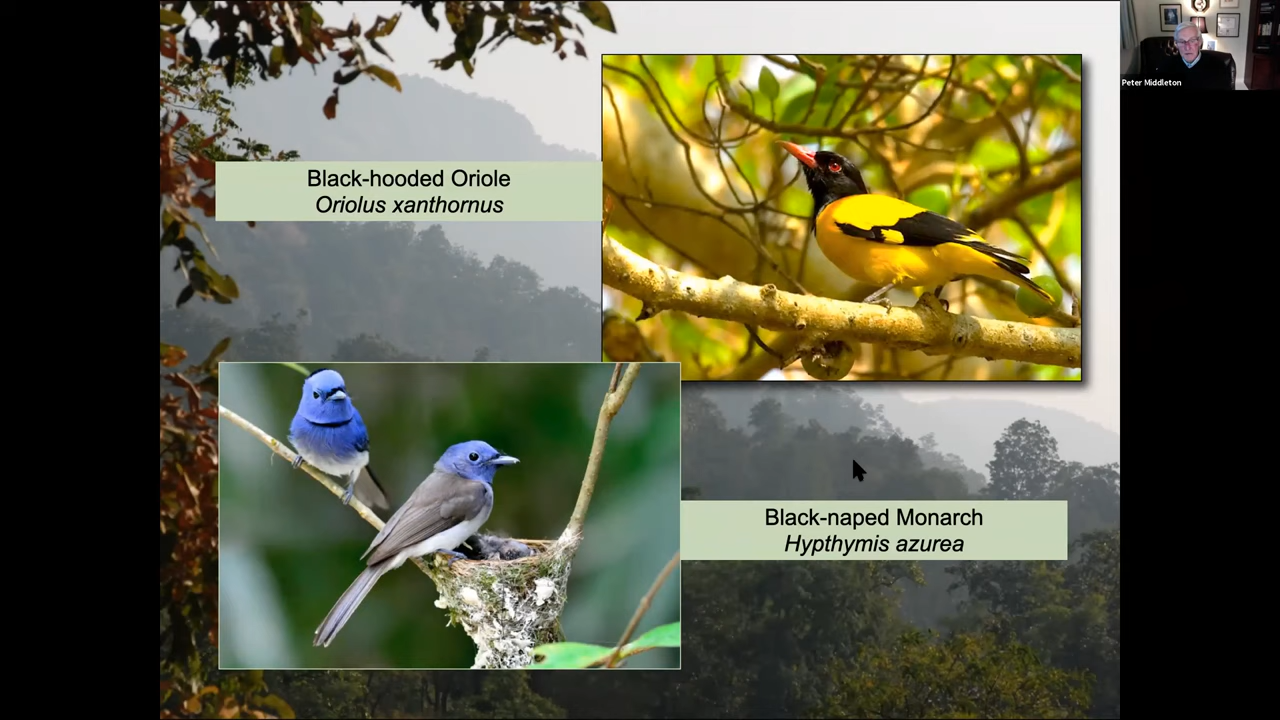 Black-hooded Oriole
Oriolus xanthornus
Peter Middleton
Black-naped Monarch
Hypthymis azurea